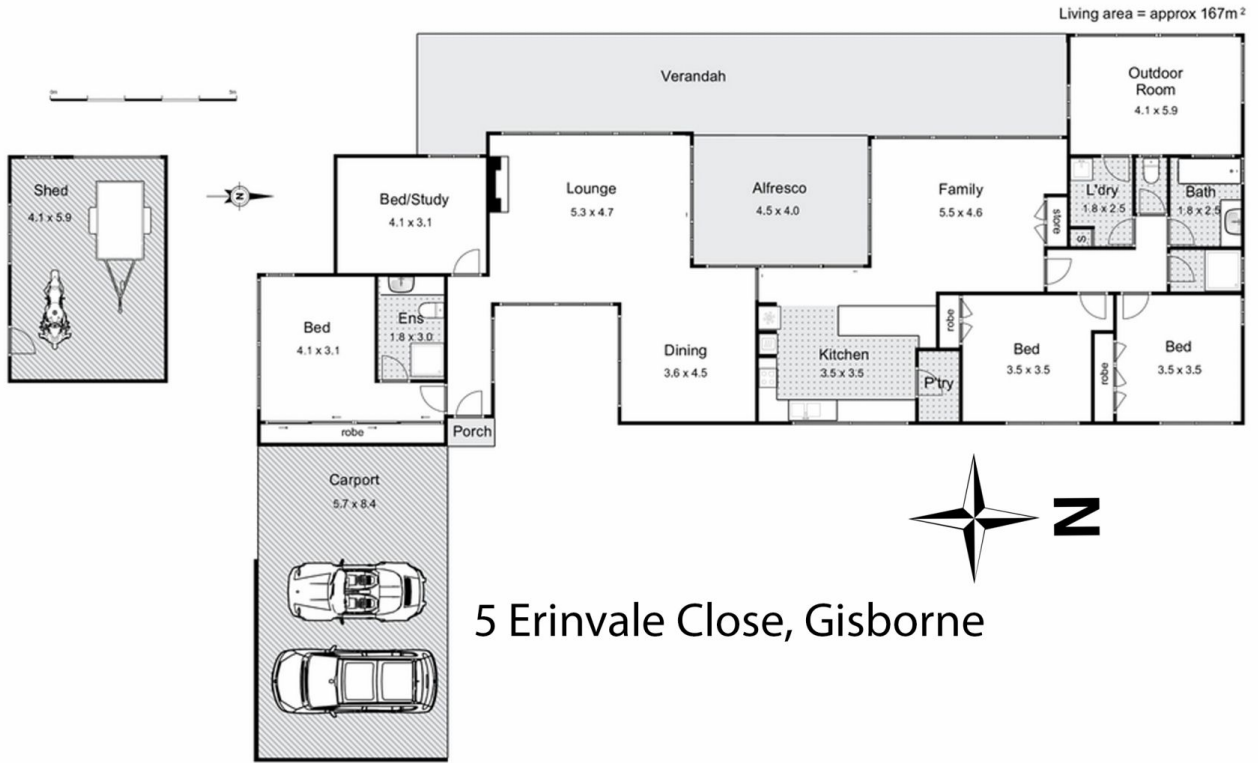 Living area = approx 167m²
Verandah
Outdoor
Room
4.1 x 5.9
0m
5m
Shed
4.1 x 5.9
N
Bed/Study
4.1 x 3.1
Lounge
5.3 x 4.7
Alfresco
4.5 x 4.0
Family
5.5 x 4.6
store
L'dry
1.8 x 2.5
S
Bath
1.8 x 2.5
Bed
4.1 x 3.1
Ens
1.8 x 3.0
robe
Porch
Dining
3.6 x 4.5
Kitchen
3.5 x 3.5
P'try
robe
Bed
3.5 x 3.5
robe
Bed
3.5 x 3.5
Carport
5.7 x 8.4
N
5 Erinvale Close, Gisborne